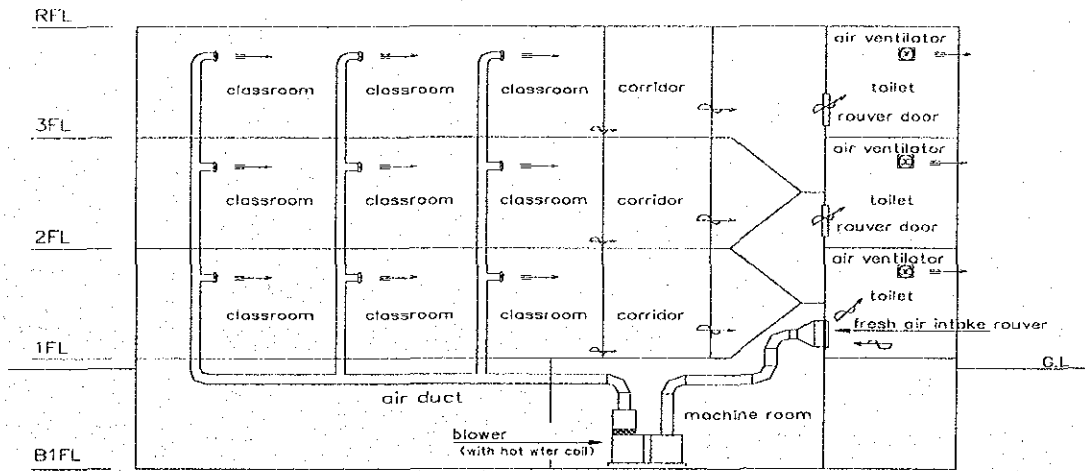 RFL
air ventilator
classroom classroom classroom corridor toilet
rouver door
3FL
air ventilator
classroom classroom classroom corridor toilet
rouver door
2FL
air ventilator
toilet
classroom classroom classroom corridor
fresh air intake rouver
1FL
G.L
air duct
machine room
blower
(with hot wter coil)
B1FL